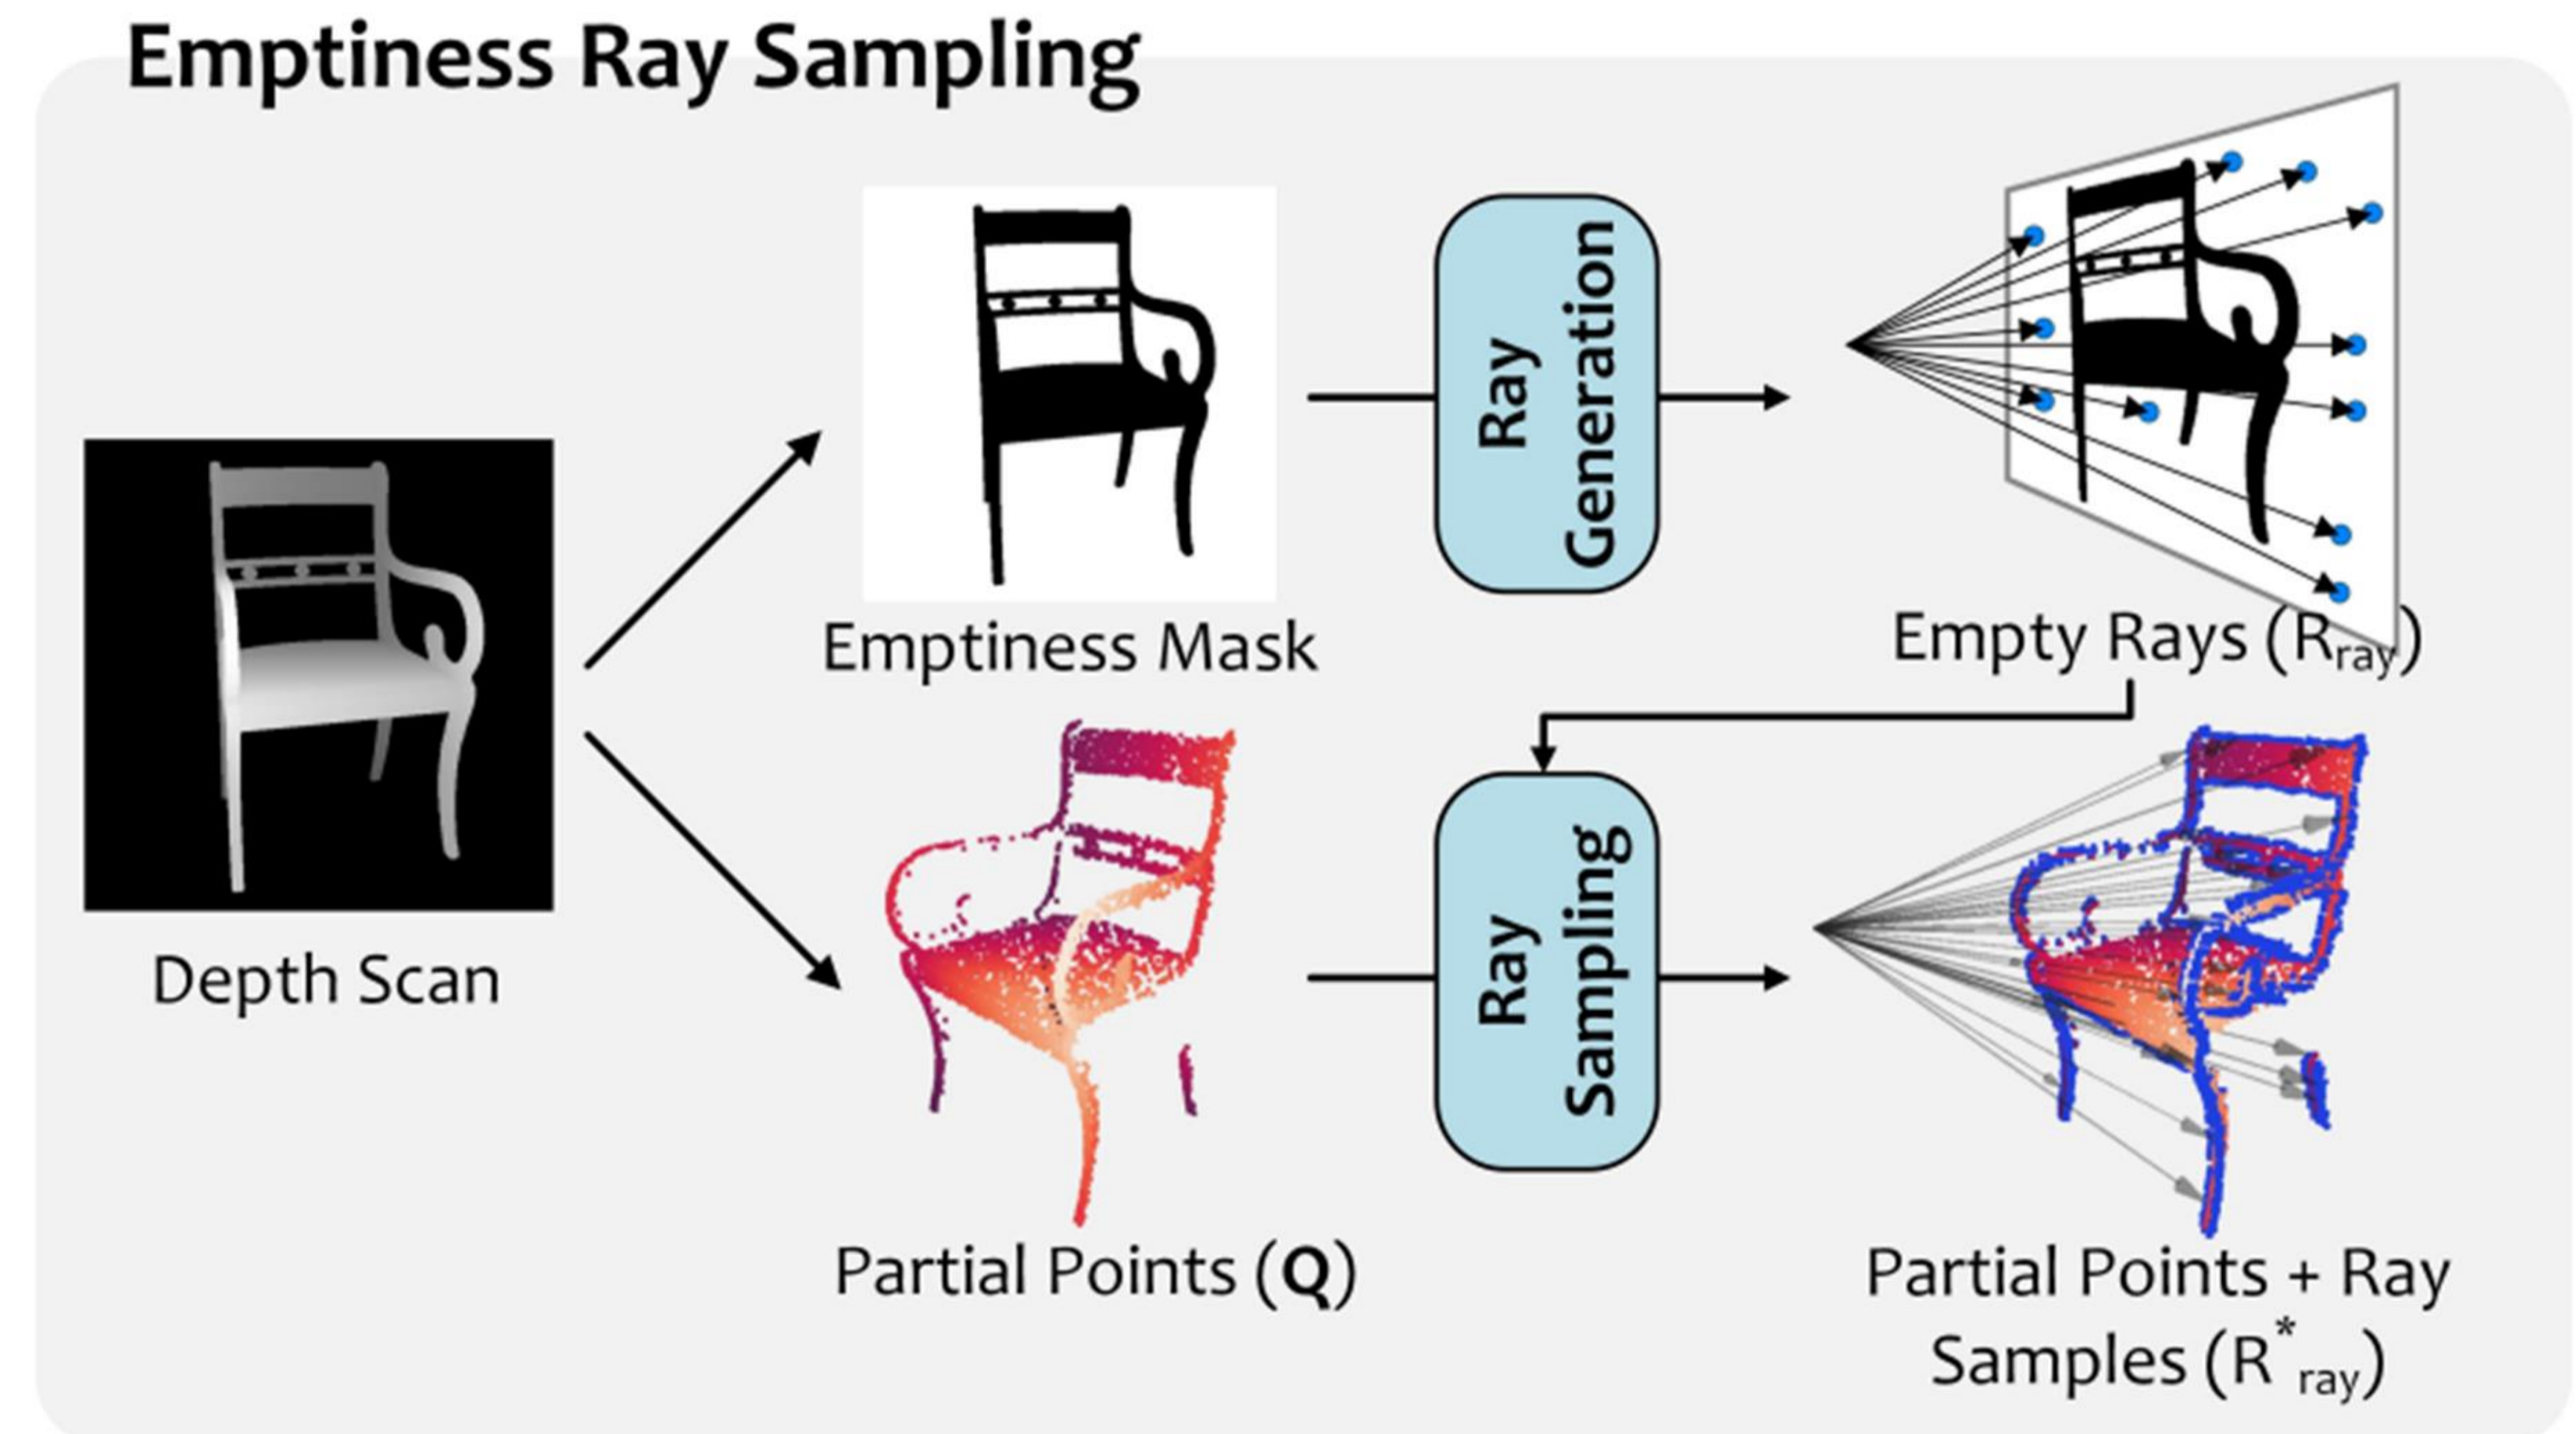 Emptiness Ray Sampling
Depth Scan
Emptiness Mask
Ray
Generation
Empty Rays (Rray)
Partial Points (Q)
Ray
Sampling
Partial Points + Ray
Samples (R*ray)